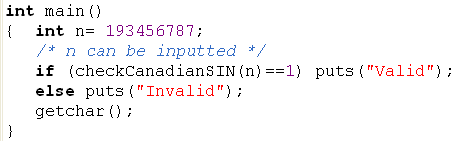 int main()
{  int n= 193456787;
   /* n can be inputted */
   if (checkCanadianSIN(n)==1) puts("Valid");
   else puts("Invalid");
   getchar();
}